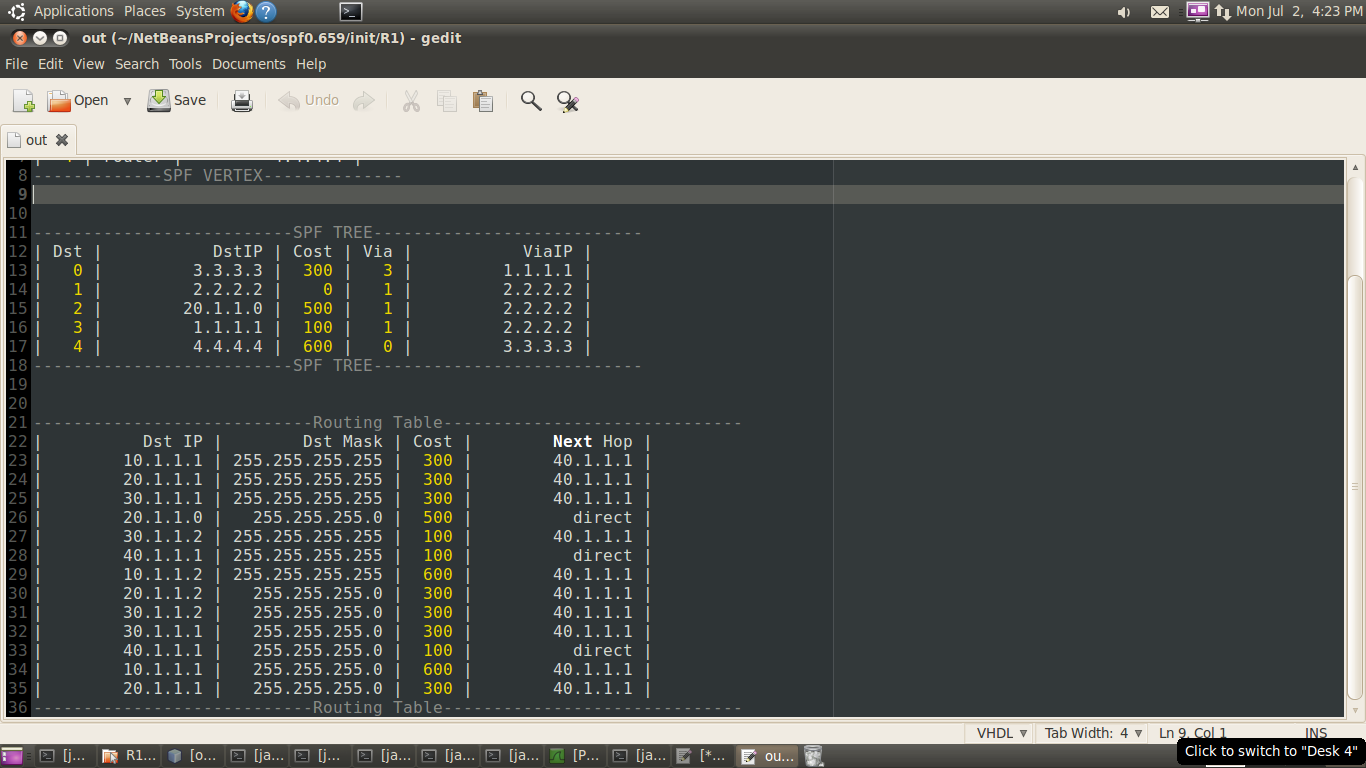 Applications Places System ? >_ Mon Jul 2, 4:23 PM
out (~/NetBeansProjects/ospf0.659/init/R1) - gedit
File Edit View Search Tools Documents Help
Open Save Undo
out
8 -------------SPF VERTEX--------------
9
10
11 --------------------------SPF TREE---------------------------
12 | Dst | DstIP | Cost | Via | ViaIP |
13 | 0 | 3.3.3.3 | 300 | 3 | 1.1.1.1 |
14 | 1 | 2.2.2.2 | 0 | 1 | 2.2.2.2 |
15 | 2 | 20.1.1.0 | 500 | 1 | 2.2.2.2 |
16 | 3 | 1.1.1.1 | 100 | 1 | 2.2.2.2 |
17 | 4 | 4.4.4.4 | 600 | 0 | 3.3.3.3 |
18 --------------------------SPF TREE---------------------------
19
20
21 ----------------------------Routing Table------------------------------
22 | Dst IP | Dst Mask | Cost | Next Hop |
23 | 10.1.1.1 | 255.255.255.255 | 300 | 40.1.1.1 |
24 | 20.1.1.1 | 255.255.255.255 | 300 | 40.1.1.1 |
25 | 30.1.1.1 | 255.255.255.255 | 300 | 40.1.1.1 |
26 | 20.1.1.0 | 255.255.255.0 | 500 | direct |
27 | 30.1.1.2 | 255.255.255.255 | 100 | 40.1.1.1 |
28 | 40.1.1.1 | 255.255.255.255 | 100 | direct |
29 | 10.1.1.2 | 255.255.255.255 | 600 | 40.1.1.1 |
30 | 20.1.1.2 | 255.255.255.0 | 300 | 40.1.1.1 |
31 | 30.1.1.2 | 255.255.255.0 | 300 | 40.1.1.1 |
32 | 30.1.1.1 | 255.255.255.0 | 300 | 40.1.1.1 |
33 | 40.1.1.1 | 255.255.255.0 | 100 | direct |
34 | 10.1.1.1 | 255.255.255.0 | 600 | 40.1.1.1 |
35 | 20.1.1.1 | 255.255.255.0 | 300 | 40.1.1.1 |
36 ----------------------------Routing Table------------------------------
VHDL Tab Width: 4 Ln 9, Col 1 INS
Click to switch to "Desk 4"
[j... R1... [o... [ja... [j... [ja... [ja... [ja... [P... [ja... [*... ou...